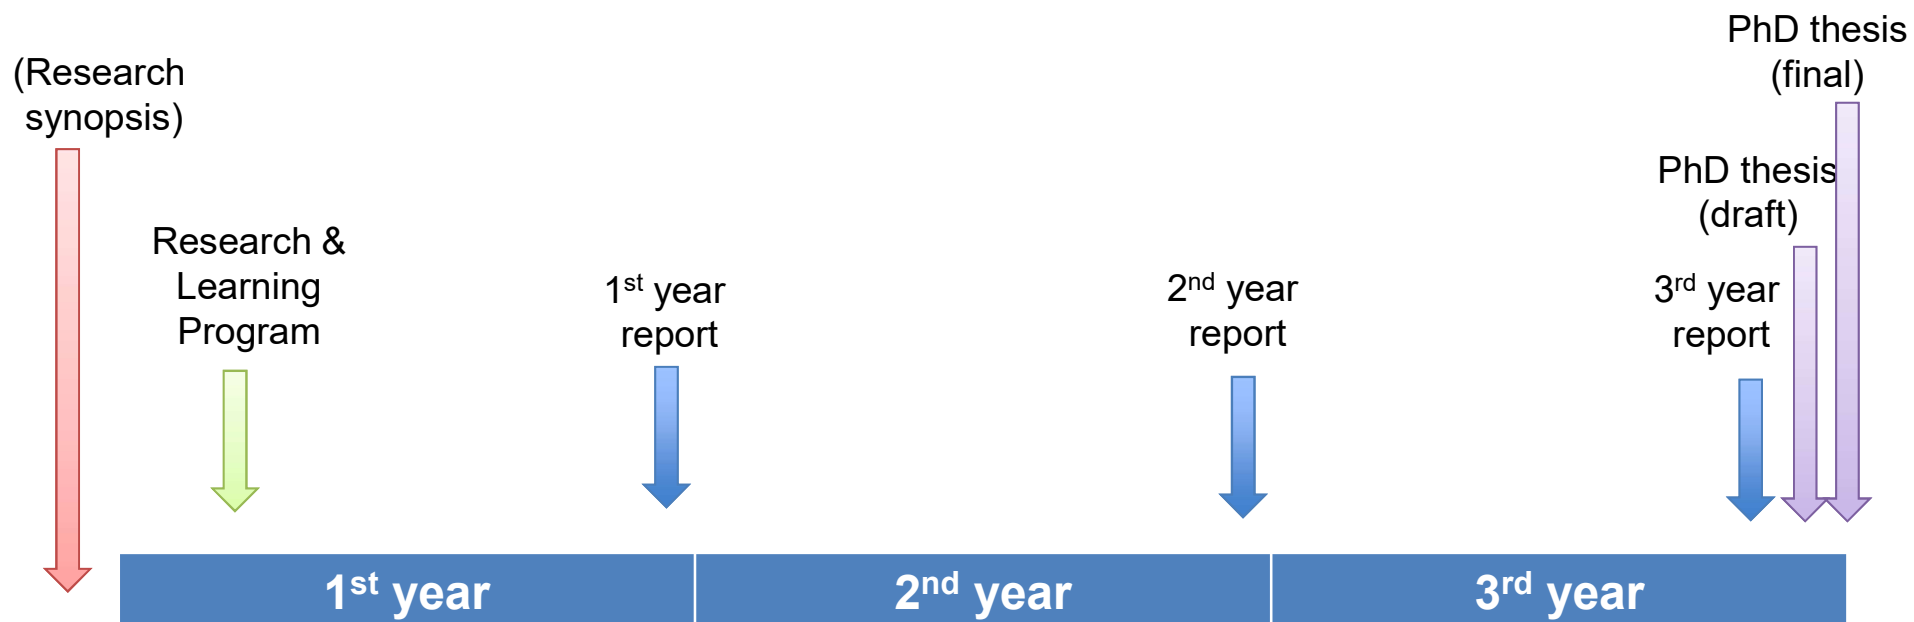 (Research
synopsis)
Research &
Learning
Program
1st year
report
2nd year
report
3rd year
report
PhD thesis
(draft)
PhD thesis
(final)
1st year
2nd year
3rd year